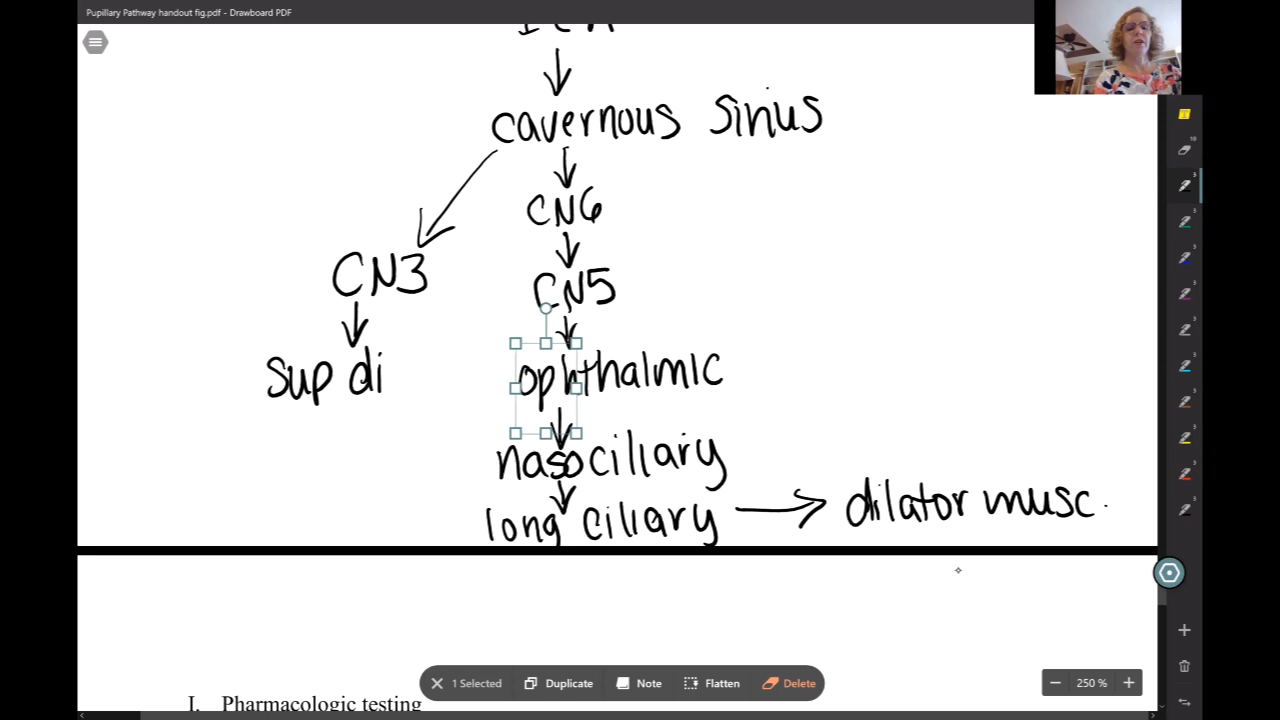 Pupillary Pathway handout fig.pdf - Drawboard PDF
ICA
cavernous sinus
CN6
CN3
CN5
sup di
ophthalmic
nasociliary
long ciliary → dilator musc.
1 Selected Duplicate Note Flatten Delete
250 %
I. Pharmacologic testing